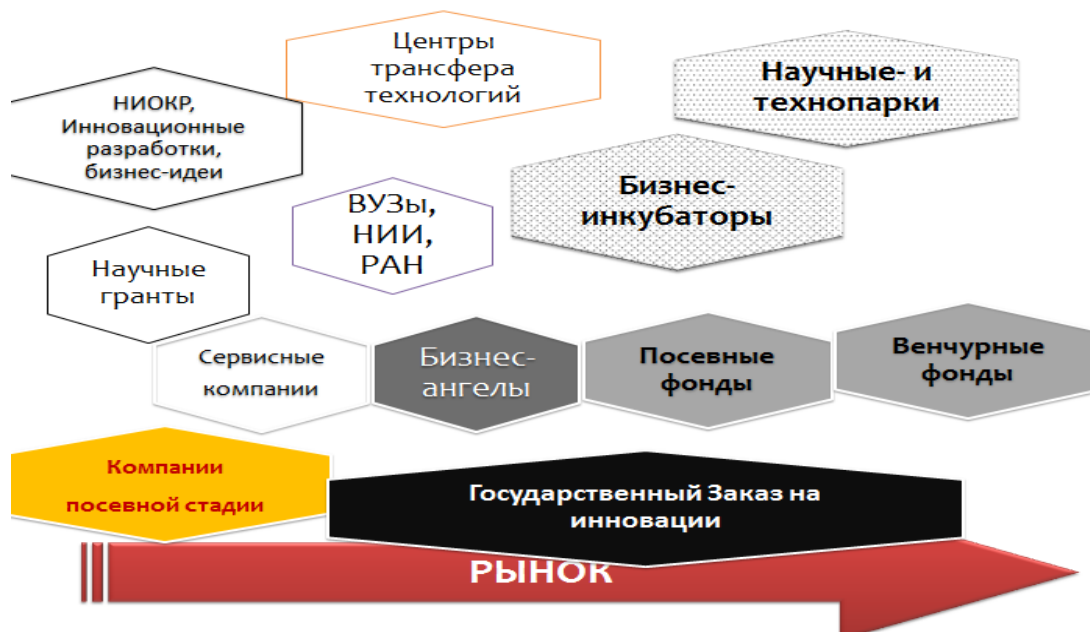 Центры
трансфера
технологий
Научные- и
технопарки
НИОКР,
Инновационные
разработки,
бизнес-идеи
Бизнес-
инкубаторы
ВУЗы,
НИИ,
РАН
Научные
гранты
Сервисные
компании
Бизнес-
ангелы
Посевные
фонды
Венчурные
фонды
Компании
посевной стадии
Государственный Заказ на
инновации
РЫНОК